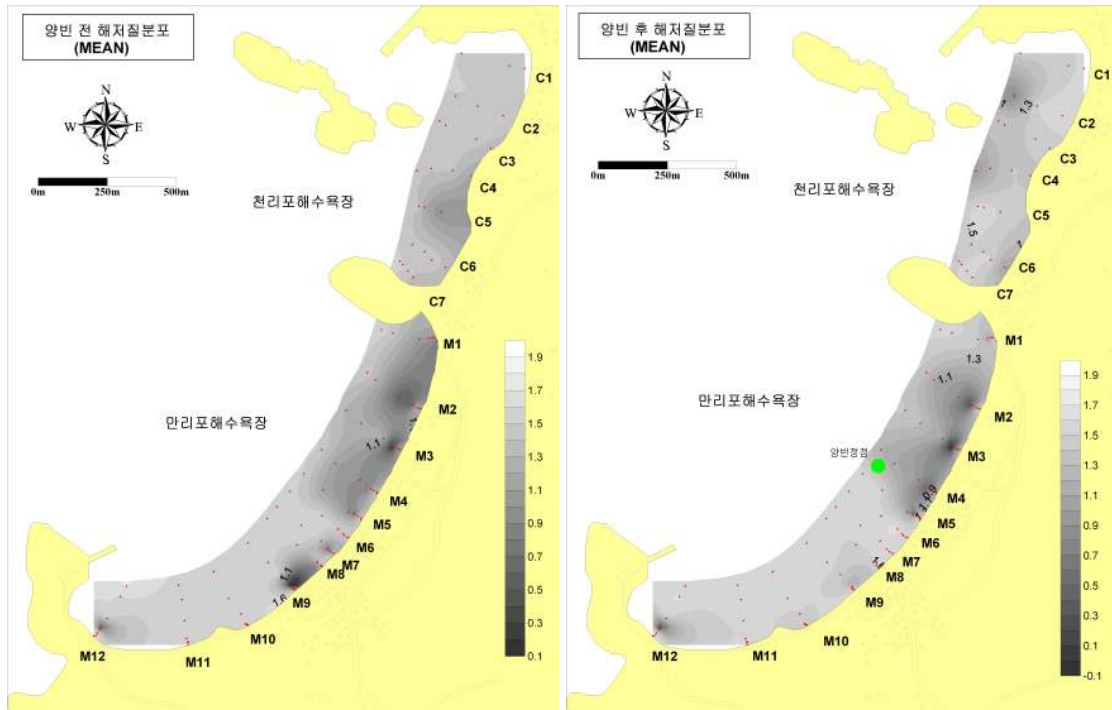 양빈 전 해저질분포
(MEAN)
N
W
E
S
0m
250m
500m
천리포해수욕장
만리포해수욕장
C1
C2
C3
C4
C5
C6
C7
M1
M2
M3
M4
M5
M6
M7
M8
M9
M10
M11
M12
1.1
1.1
1.6
1.9
1.7
1.5
1.3
1.1
0.9
0.7
0.5
0.3
0.1
양빈 후 해저질분포
(MEAN)
N
W
E
S
0m
250m
500m
천리포해수욕장
만리포해수욕장
양빈정점
C1
C2
C3
C4
C5
C6
C7
M1
M2
M3
M4
M5
M6
M7
M8
M9
M10
M11
M12
1.3
1.5
1.3
1.1
0.9
1.9
1.7
1.5
1.3
1.1
0.9
0.7
0.5
0.3
0.1
-0.1